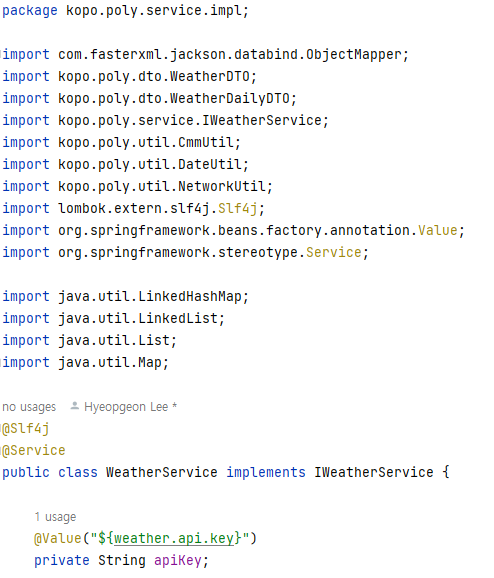 package kopo.poly.service.impl;
import com.fasterxml.jackson.databind.ObjectMapper;
import kopo.poly.dto.WeatherDTO;
import kopo.poly.dto.WeatherDailyDTO;
import kopo.poly.service.IWeatherService;
import kopo.poly.util.CmmUtil;
import kopo.poly.util.DateUtil;
import kopo.poly.util.NetworkUtil;
import lombok.extern.slf4j.Slf4j;
import org.springframework.beans.factory.annotation.Value;
import org.springframework.stereotype.Service;
import java.util.LinkedHashMap;
import java.util.LinkedList;
import java.util.List;
import java.util.Map;
no usages Hyeopgeon Lee *
@Slf4j
@Service
public class WeatherService implements IWeatherService {
1 usage
@Value("${weather.api.key}")
private String apiKey;